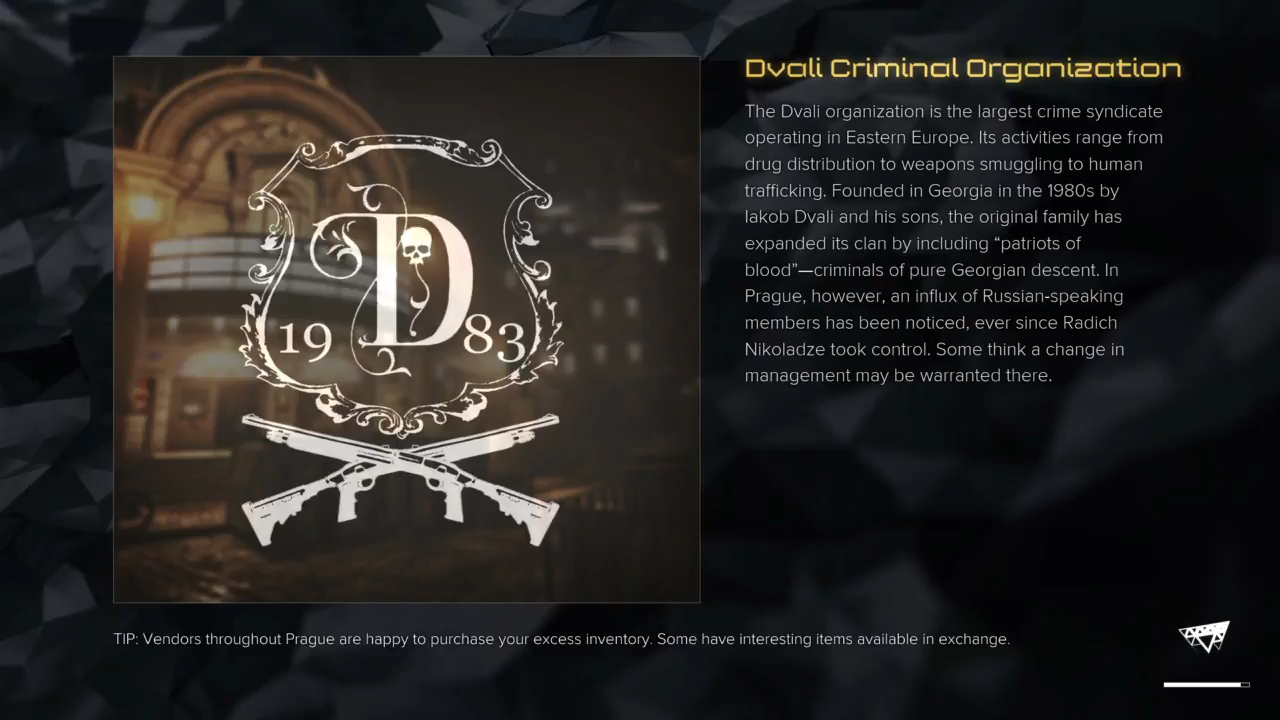 Dvali Criminal Organization
The Dvali organization is the largest crime syndicate
operating in Eastern Europe. Its activities range from
drug distribution to weapons smuggling to human
trafficking. Founded in Georgia in the 1980s by
Iakob Dvali and his sons, the original family has
expanded its clan by including “patriots of
blood”—criminals of pure Georgian descent. In
Prague, however, an influx of Russian-speaking
members has been noticed, ever since Radich
Nikoladze took control. Some think a change in
management may be warranted there.
D
19 83
TIP: Vendors throughout Prague are happy to purchase your excess inventory. Some have interesting items available in exchange.